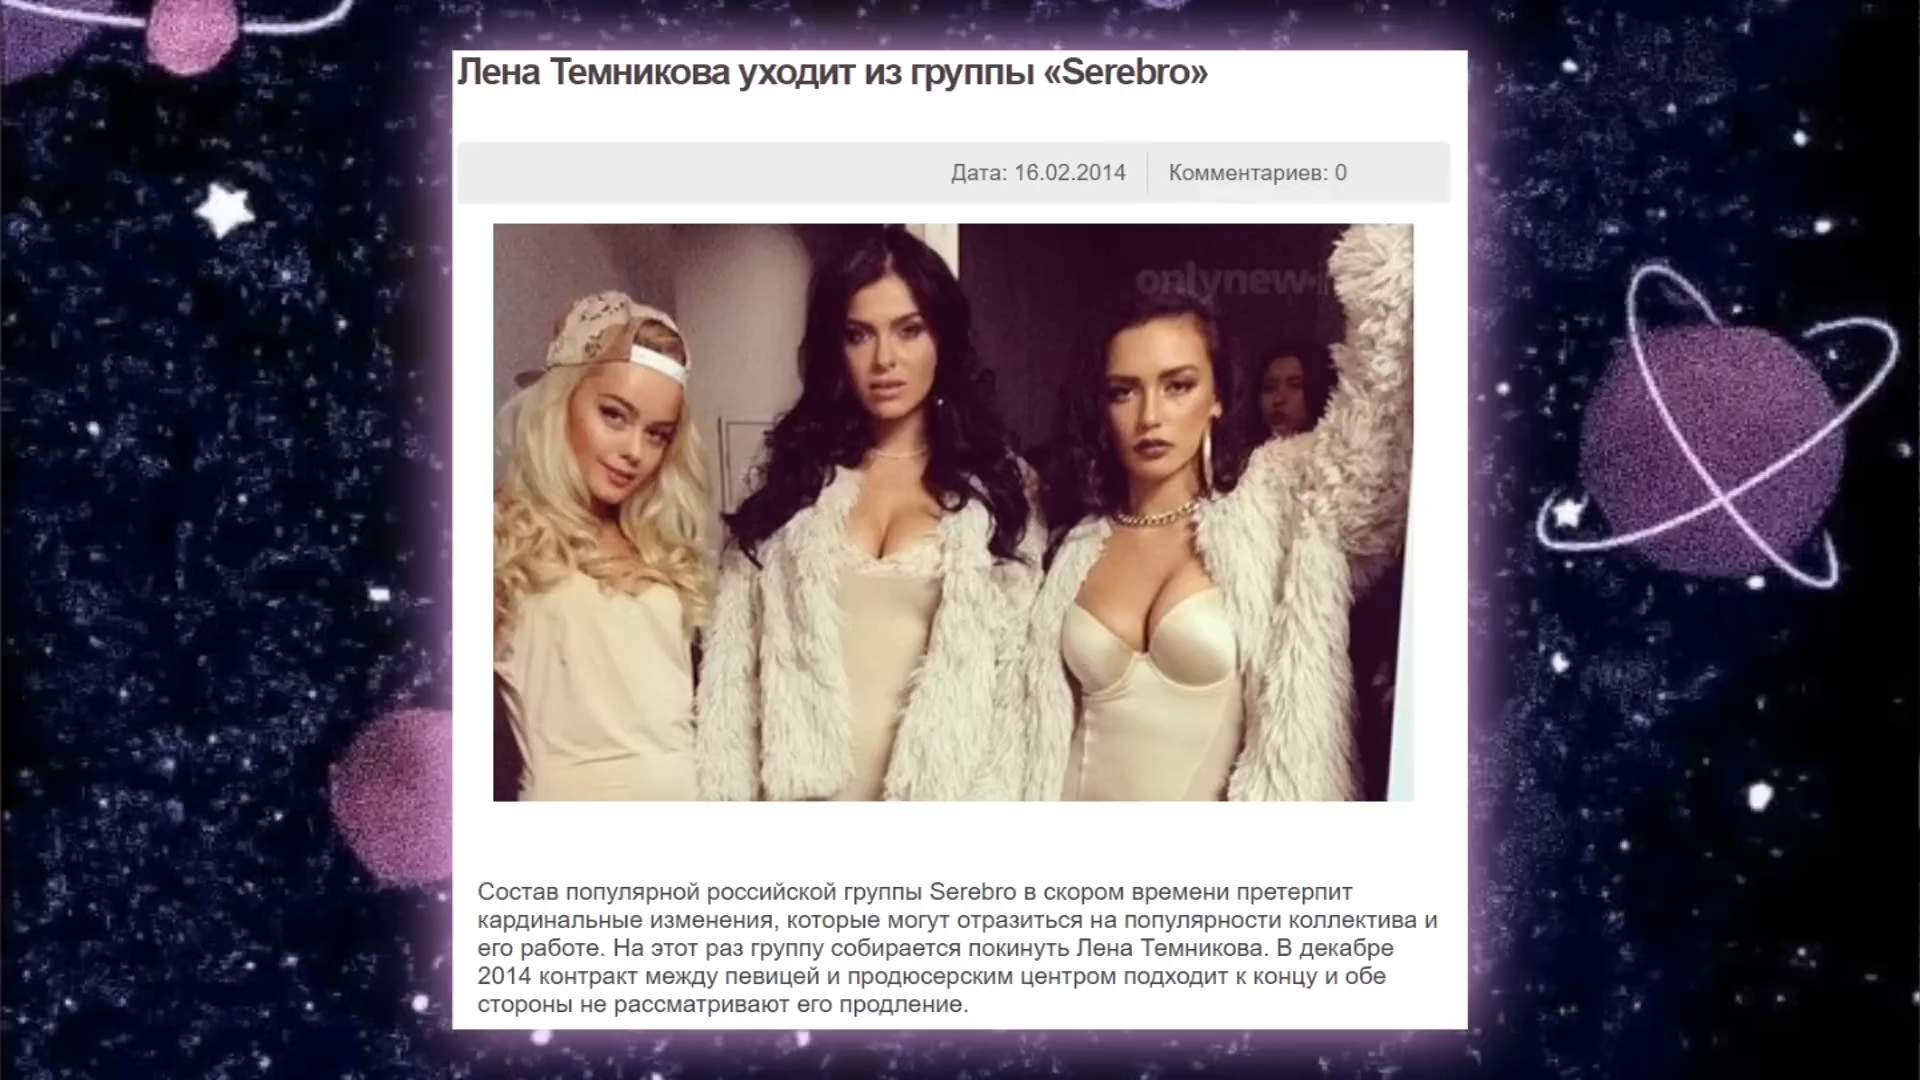 Лена Темникова уходит из группы «Serebro»
Дата: 16.02.2014 Комментариев: 0
Состав популярной российской группы Serebro в скором времени претерпит
кардинальные изменения, которые могут отразиться на популярности коллектива и
его работе. На этот раз группу собирается покинуть Лена Темникова. В декабре
2014 контракт между певицей и продюсерским центром подходит к концу и обе
стороны не рассматривают его продление.